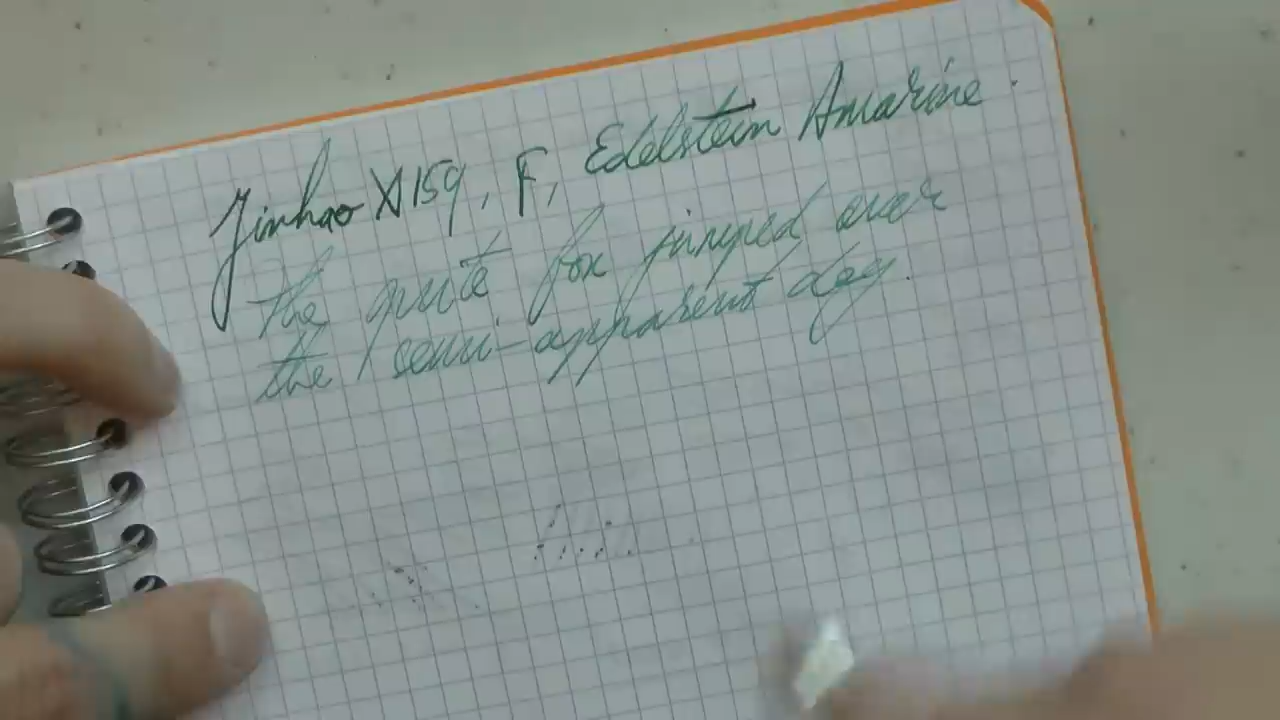 Jinhao X159, F, Edelstein Amarine.
The quite fox jumped over
the semi-apparent dog.